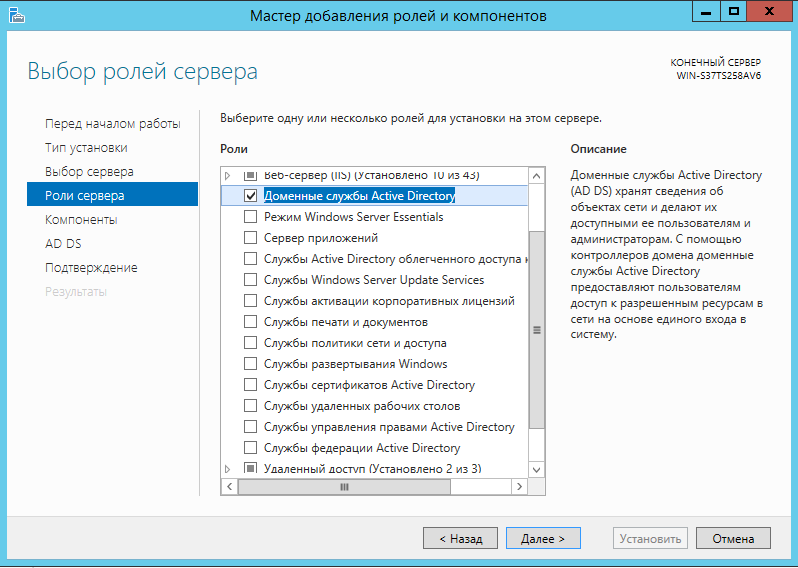 Мастер добавления ролей и компонентов
Выбор ролей сервера
КОНЕЧНЫЙ СЕРВЕР
WIN-S37TS258AV6
Перед началом работы
Тип установки
Выбор сервера
Роли сервера
Компоненты
AD DS
Подтверждение
Результаты
Выберите одну или несколько ролей для установки на этом сервере.
Роли
Веб-сервер (IIS) (Установлено 10 из 43)
Доменные службы Active Directory
Режим Windows Server Essentials
Сервер приложений
Службы Active Directory облегченного доступа к
Службы Windows Server Update Services
Службы активации корпоративных лицензий
Службы печати и документов
Службы политики сети и доступа
Службы развертывания Windows
Службы сертификатов Active Directory
Службы удаленных рабочих столов
Службы управления правами Active Directory
Службы федерации Active Directory
Удаленный доступ (Установлено 2 из 3)
Описание
Доменные службы Active Directory
(AD DS) хранят сведения об
объектах сети и делают их
доступными ее пользователям и
администраторам. С помощью
контроллеров домена доменные
службы Active Directory
предоставляют пользователям
доступ к разрешенным ресурсам в
сети на основе единого входа в
систему.
< Назад
Далее >
Установить
Отмена